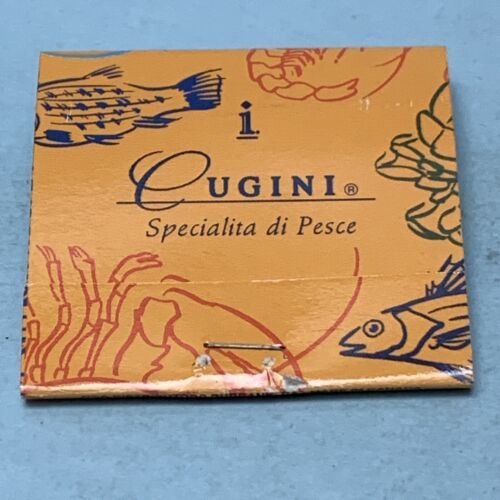 i
CUGINI®
Specialita di Pesce